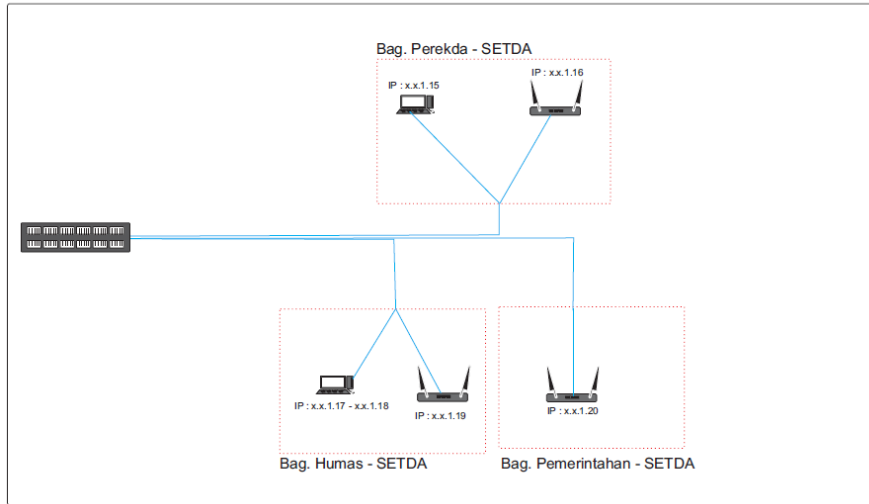 Bag. Perekda - SETDA
IP : x.x.1.15
IP : x.x.1.16
IP : x.x.1.17 - x.x.1.18
IP : x.x.1.19
IP : x.x.1.20
Bag. Humas - SETDA
Bag. Pemerintahan - SETDA